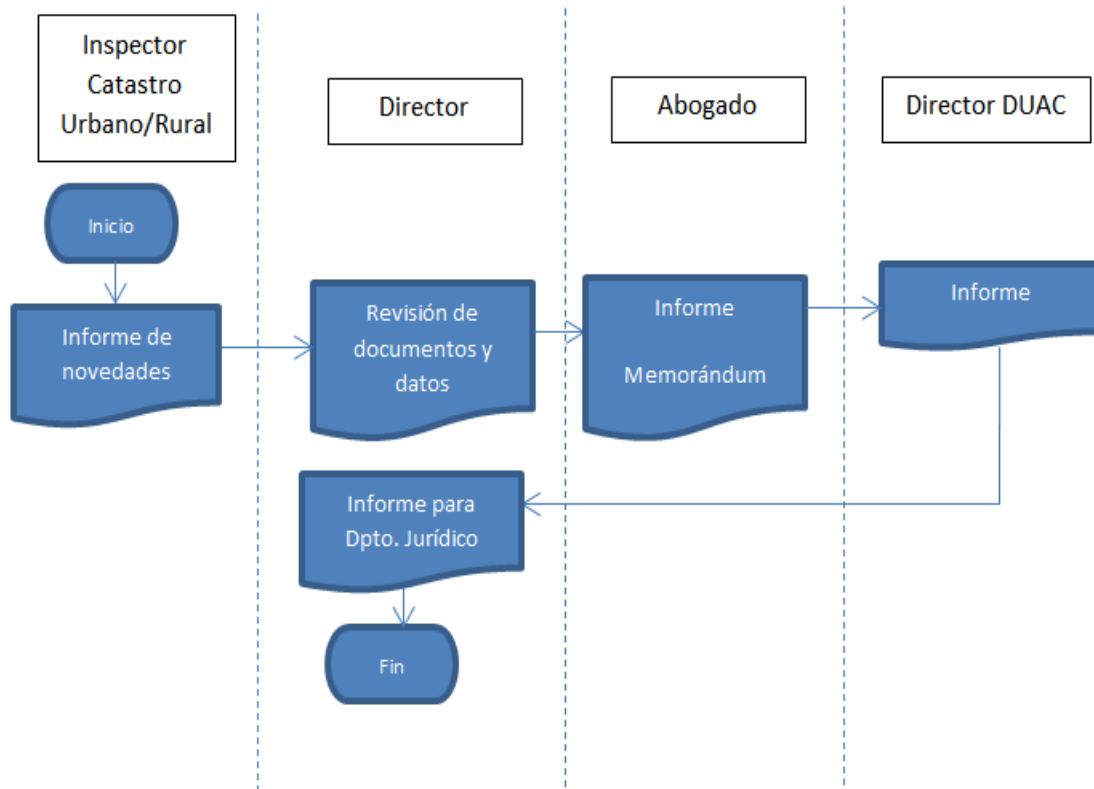 Inspector
Catastro
Urbano/Rural
Director
Abogado
Director DUAC
Inicio
Informe de
novedades
Revisión de
documentos y
datos
Informe
Memorándum
Informe
Informe para
Dpto. Jurídico
Fin